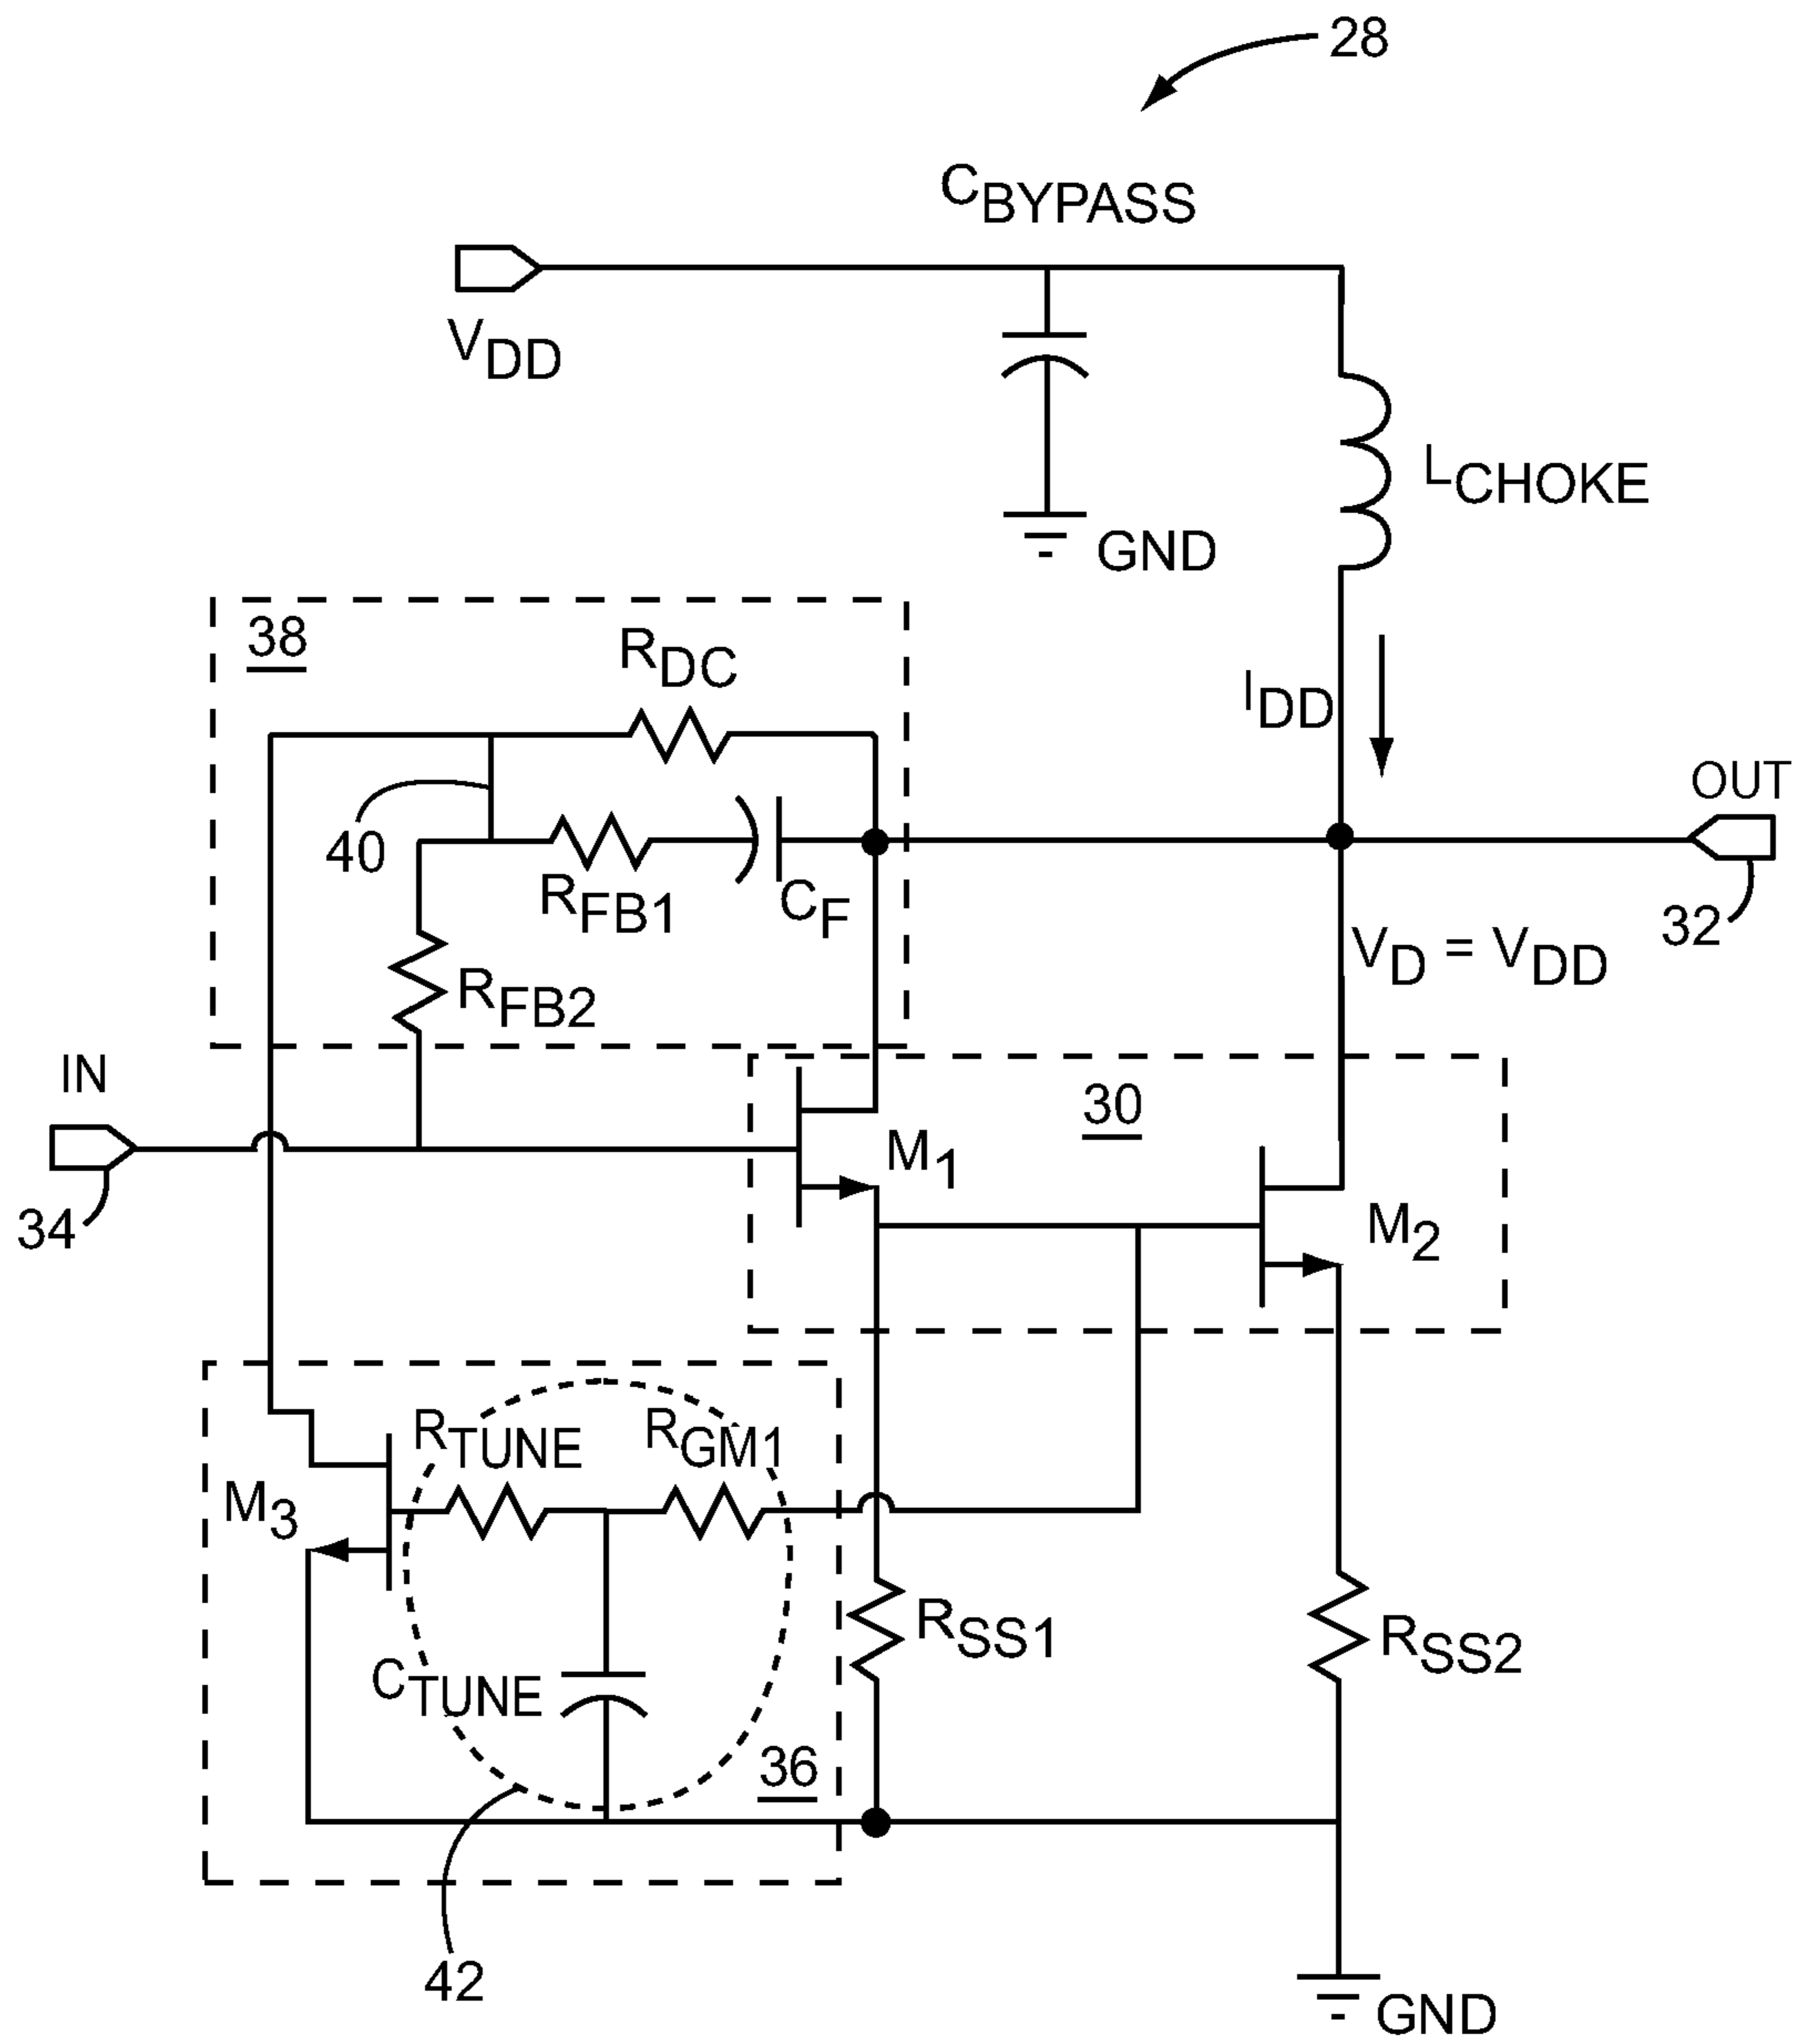 28
CBYPASS
VDD
LCHOKE
GND
38
RDC
IDD
OUT
40
RFB1
CF
32
VD = VDD
RFB2
IN
30
M1
34
M2
RTUNE
RGM1
M3
RSS1
RSS2
CTUNE
36
42
GND